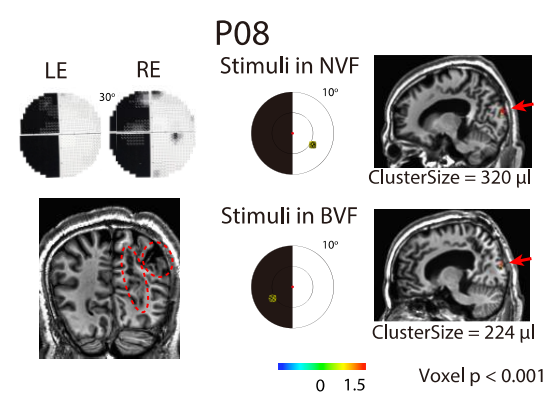 P08
LE RE
30°
Stimuli in NVF
10°
ClusterSize = 320 µl
Stimuli in BVF
10°
ClusterSize = 224 µl
0 1.5
Voxel p < 0.001